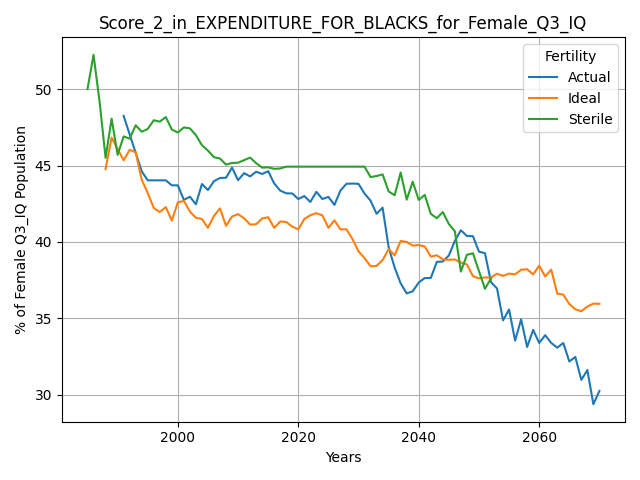 Score_2_in_EXPENDITURE_FOR_BLACKS_for_Female_Q3_IQ
Fertility
Actual
Ideal
Sterile
% of Female Q3_IQ Population
50
45
40
35
30
2000
2020
2040
2060
Years